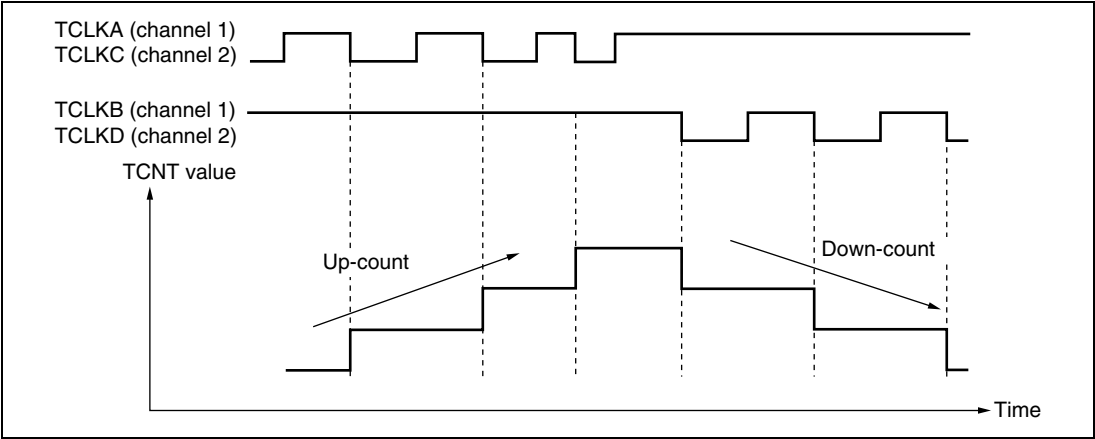 TCLKA (channel 1)
TCLKC (channel 2)
TCLKB (channel 1)
TCLKD (channel 2)
TCNT value
Up-count
Down-count
Time